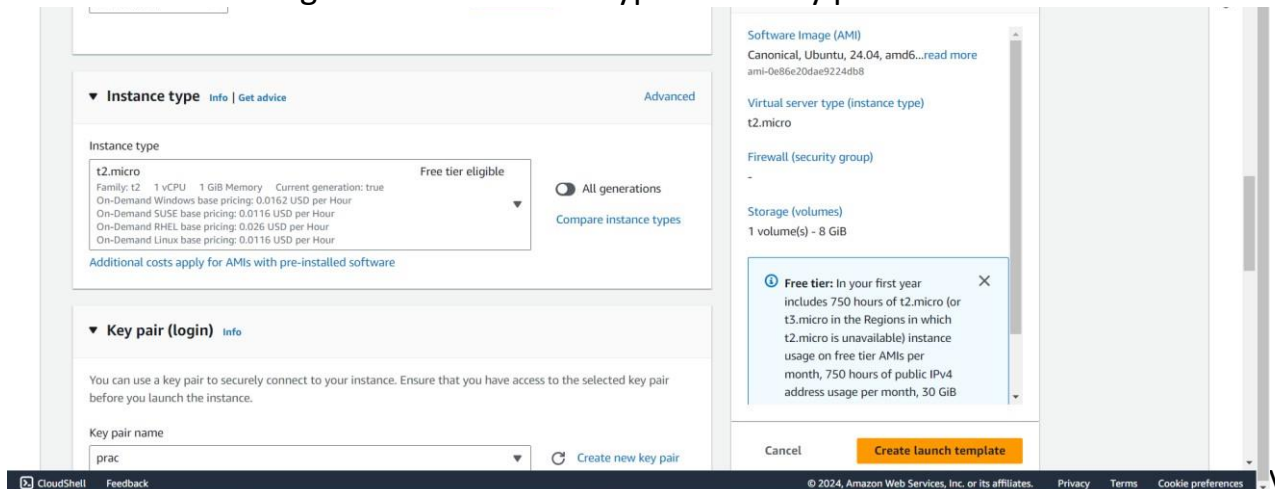 ▼ Instance type Info | Get advice
Advanced
Instance type
t2.micro Free tier eligible
Family: t2 1 vCPU 1 GiB Memory Current generation: true
On-Demand Windows base pricing: 0.0162 USD per Hour
On-Demand SUSE base pricing: 0.0116 USD per Hour
On-Demand RHEL base pricing: 0.026 USD per Hour
On-Demand Linux base pricing: 0.0116 USD per Hour
All generations
Compare instance types
Additional costs apply for AMIs with pre-installed software
▼ Key pair (login) Info
You can use a key pair to securely connect to your instance. Ensure that you have access to the selected key pair
before you launch the instance.
Key pair name
prac
Create new key pair
Software Image (AMI)
Canonical, Ubuntu, 24.04, amd6...read more
ami-0e86e20dae9224db8
Virtual server type (instance type)
t2.micro
Firewall (security group)
-
Storage (volumes)
1 volume(s) - 8 GiB
Free tier: In your first year
includes 750 hours of t2.micro (or
t3.micro in the Regions in which
t2.micro is unavailable) instance
usage on free tier AMIs per
month, 750 hours of public IPv4
address usage per month, 30 GiB
Cancel
Create launch template
CloudShell Feedback
© 2024, Amazon Web Services, Inc. or its affiliates. Privacy Terms Cookie preferences